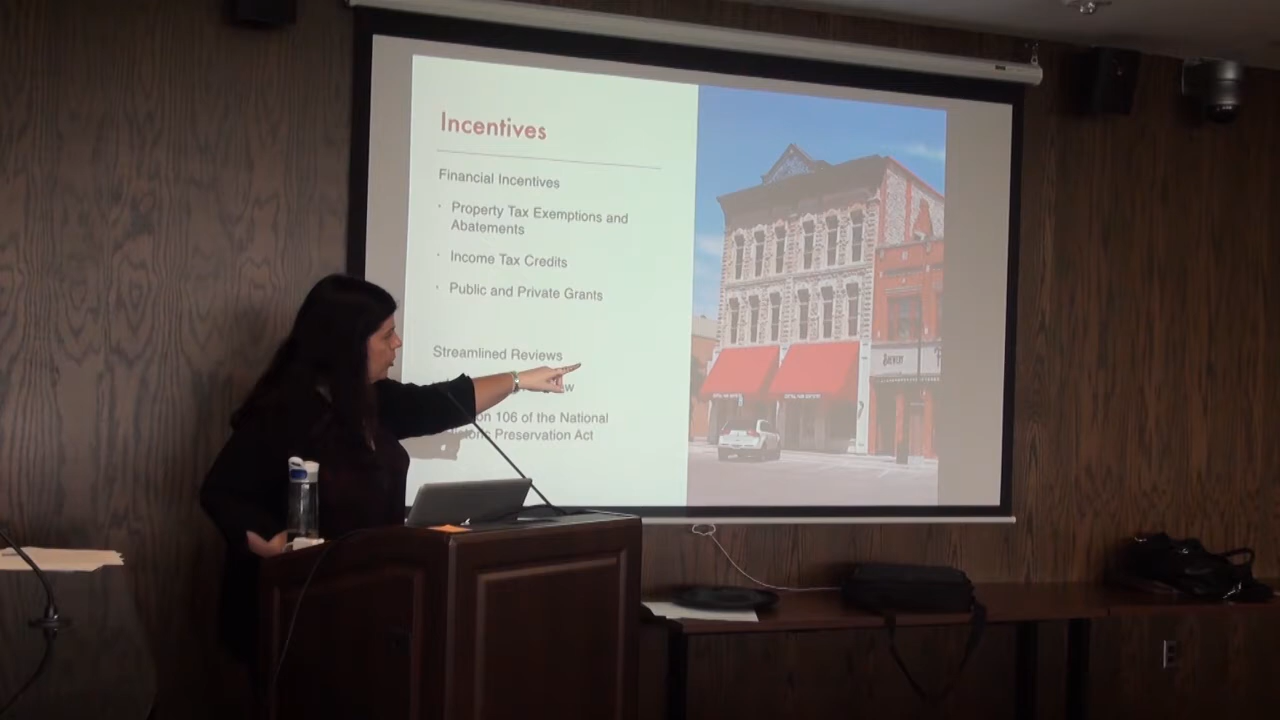 Incentives
Financial Incentives
· Property Tax Exemptions and
Abatements
· Income Tax Credits
· Public and Private Grants
Streamlined Reviews
on 106 of the National
Preservation Act